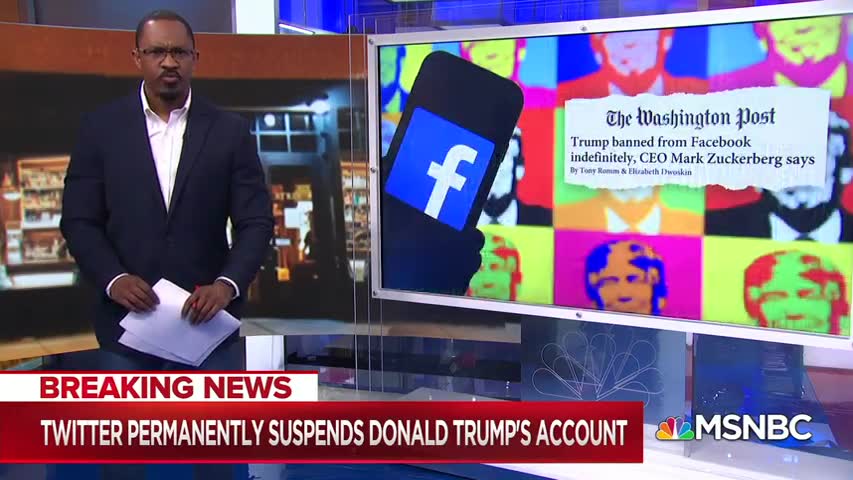 The Washington Post
Trump banned from Facebook
indefinitely, CEO Mark Zuckerberg says
By Tony Romm & Elizabeth Dwoskin
f
BREAKING NEWS
TWITTER PERMANENTLY SUSPENDS DONALD TRUMP'S ACCOUNT
MSNBC